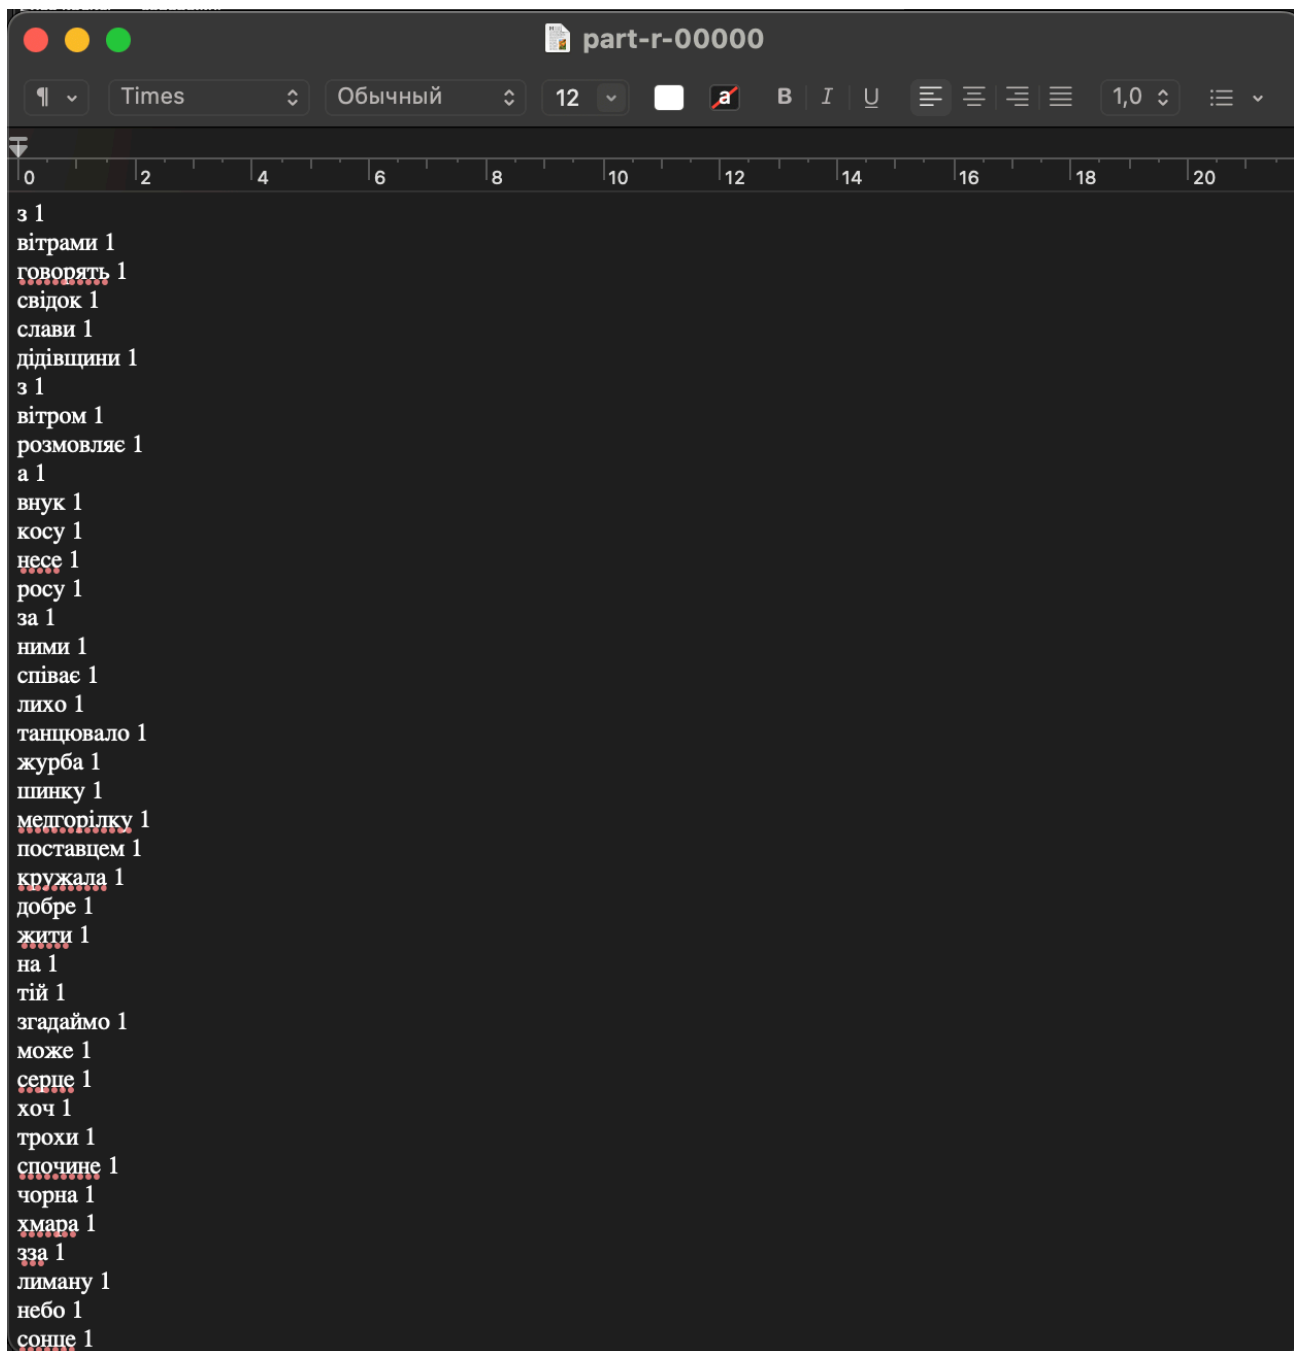 part-r-00000
¶ Times Обычный 12 a B I U 1,0
0 2 4 6 8 10 12 14 16 18 20
з 1
вітрами 1
говорять 1
свідок 1
слави 1
дідівщини 1
з 1
вітром 1
розмовляє 1
а 1
внук 1
косу 1
несе 1
росу 1
за 1
ними 1
співає 1
лихо 1
танцювало 1
журба 1
шинку 1
медгорілку 1
поставцем 1
кружала 1
добре 1
жити 1
на 1
тій 1
згадаймо 1
може 1
серце 1
хоч 1
трохи 1
спочине 1
чорна 1
хмара 1
зза 1
лиману 1
небо 1
сонце 1